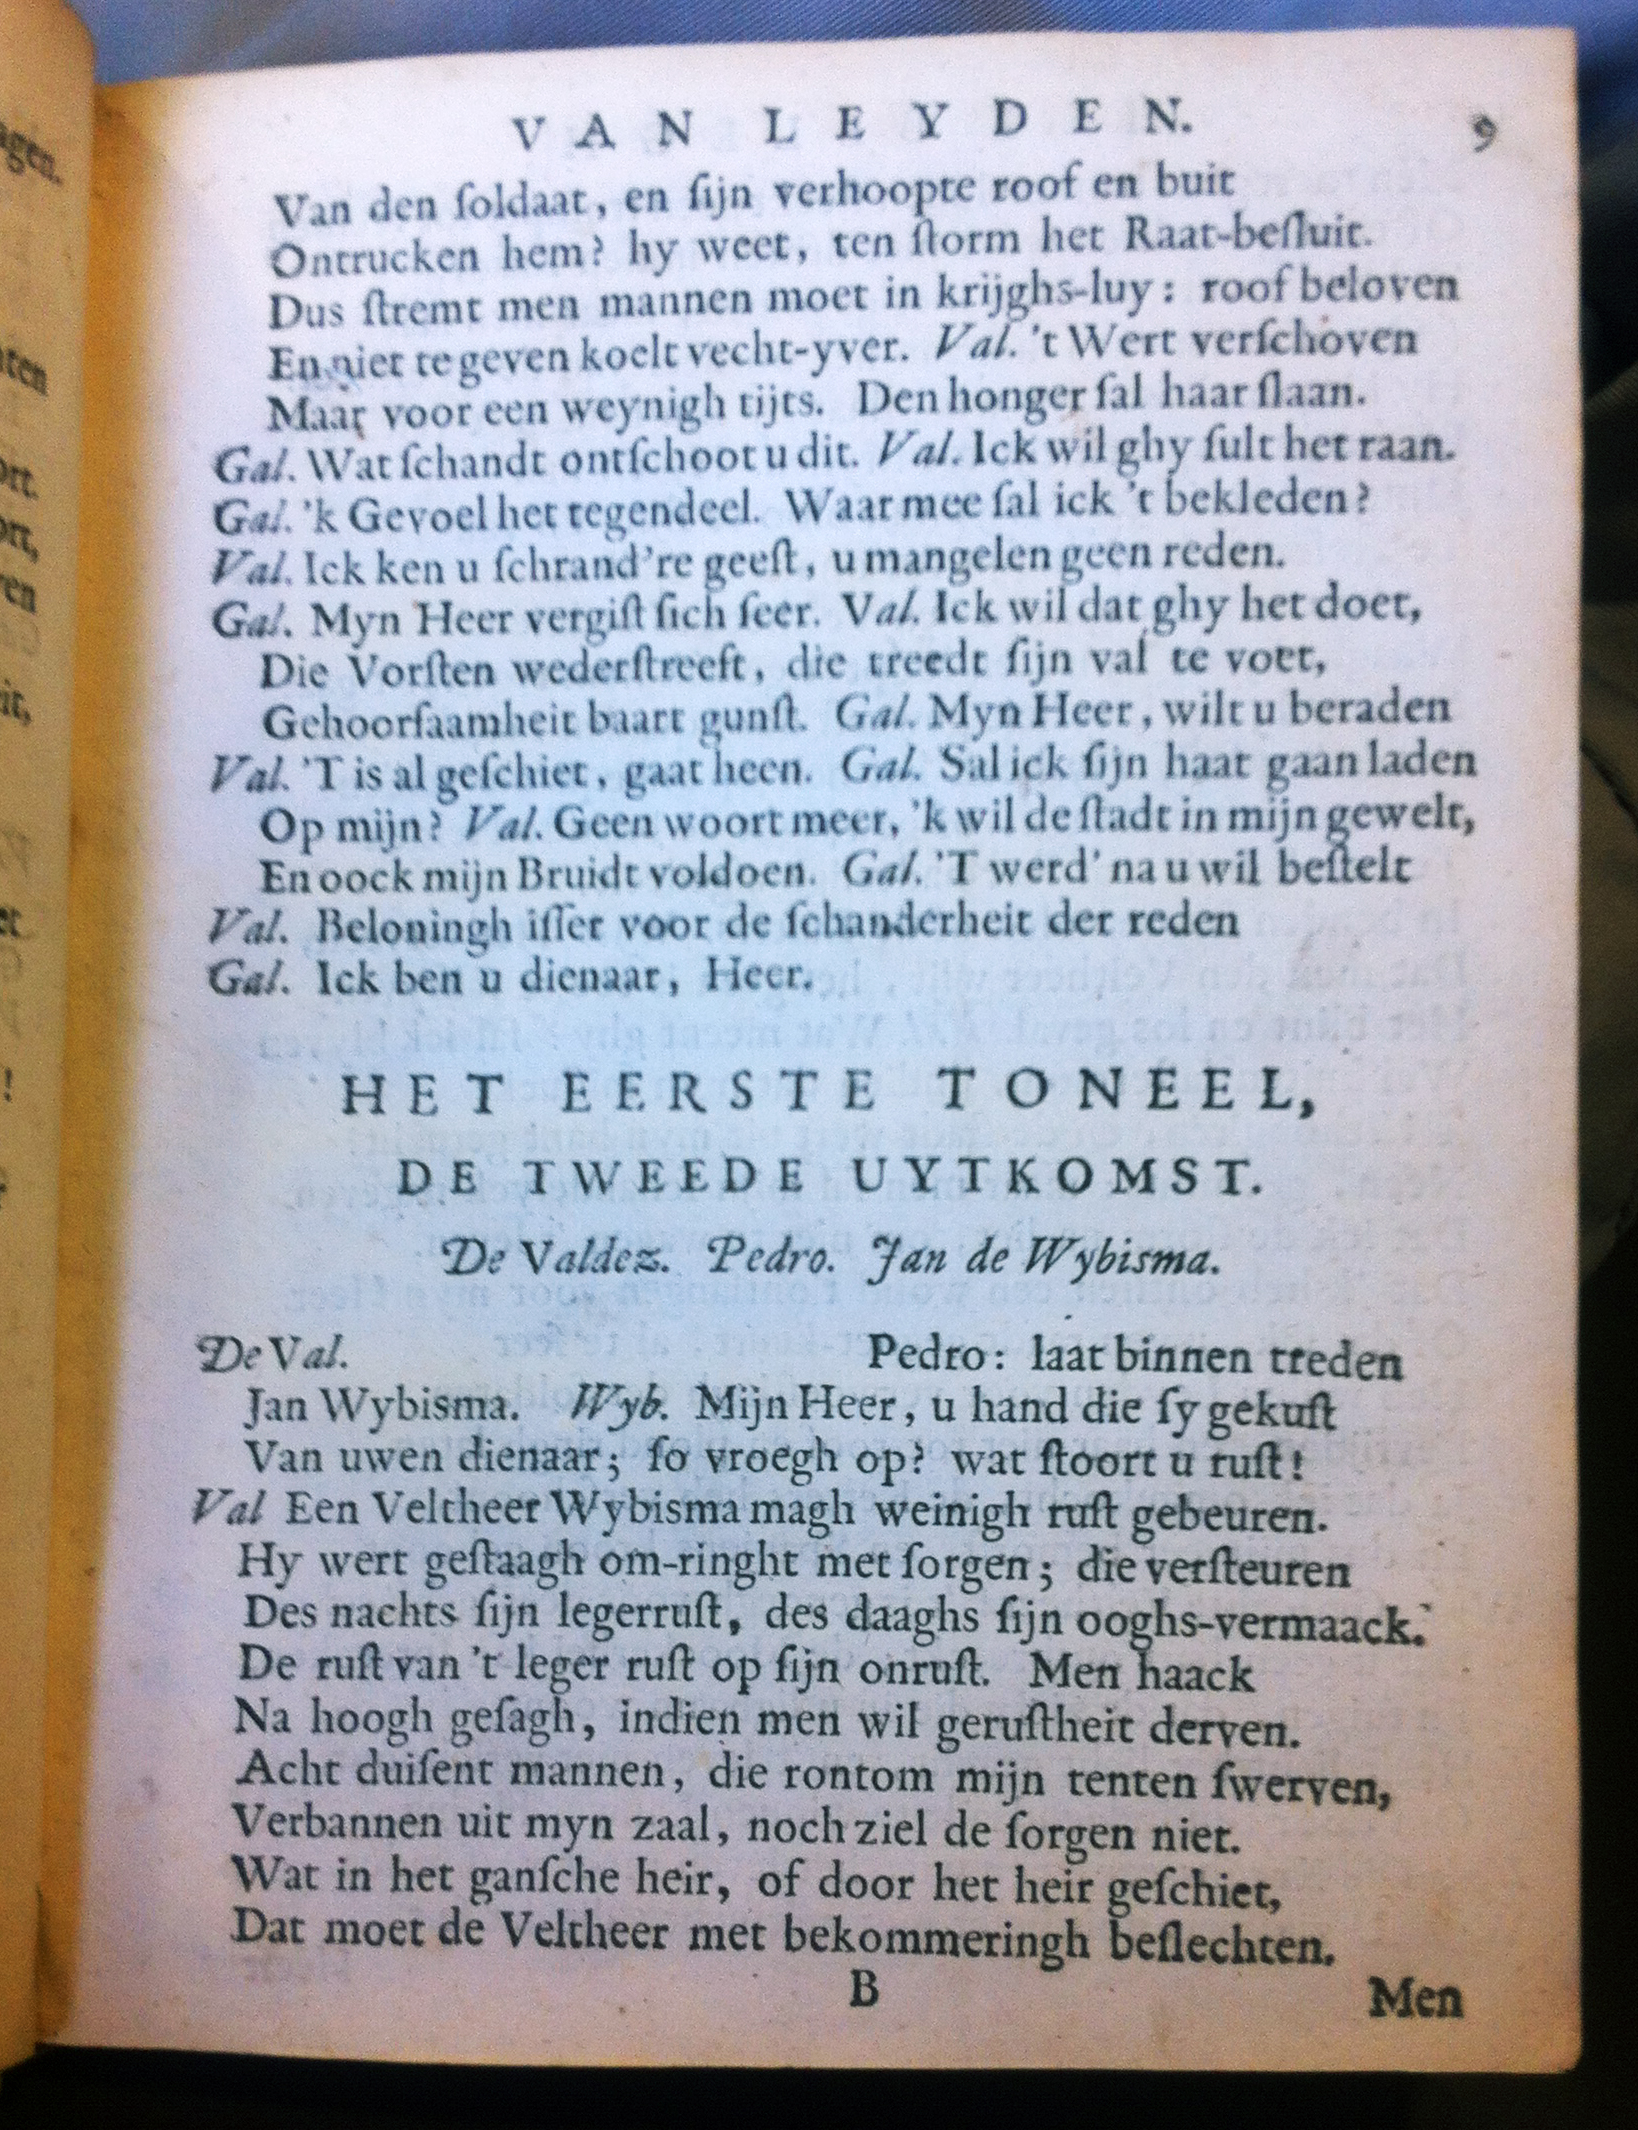 VAN LEYDEN. 9
Van den ſoldaat, en ſijn verhoopte roof en buit
Ontrucken hem? hy weet, ten ſtorm het Raat-beſluit.
Dus ſtremt men mannen moet in krijghs-luy: roof beloven
En niet te geven koelt vecht-yver. Val. 't Wert verſchoven
Maar voor een weynigh tijts. Den honger ſal haar ſlaan.
Gal. Wat ſchandt ontſchoot u dit. Val. Ick wil ghy ſult het raan.
Gal. 'k Gevoel het tegendeel. Waar mee ſal ick 't bekleden?
Val. Ick ken u ſchrand're geeſt, u mangelen geen reden.
Gal. Myn Heer vergiſt ſich ſeer. Val. Ick wil dat ghy het doet,
Die Vorſten wederſtreeft, die treedt ſijn val te voet,
Gehoorſaamheit baart gunſt. Gal. Myn Heer, wilt u beraden
Val. 'T is al geſchiet, gaat heen. Gal. Sal ick ſijn haat gaan laden
Op mijn? Val. Geen woort meer, 'k wil de ſtadt in mijn gewelt,
En oock mijn Bruidt voldoen. Gal. 'T werd' na u wil beſtelt
Val. Beloningh iſſer voor de ſchanderheit der reden
Gal. Ick ben u dienaar, Heer.
HET EERSTE TONEEL,
DE TWEEDE UYTKOMST.
De Valdez. Pedro. Jan de Wybisma.
De Val. Pedro: laat binnen treden
Jan Wybisma. Wyb. Mijn Heer, u hand die ſy gekuſt
Van uwen dienaar; ſo vroegh op? wat ſtoort u ruſt!
Val Een Veltheer Wybisma magh weinigh ruſt gebeuren.
Hy wert geſtaagh om-ringht met ſorgen; die verſteuren
Des nachts ſijn legerruſt, des daaghs ſijn ooghs-vermaack.
De ruſt van 't leger ruſt op ſijn onruſt. Men haack
Na hoogh geſagh, indien men wil geruſtheit derven.
Acht duiſent mannen, die rontom mijn tenten ſwerven,
Verbannen uit myn zaal, noch ziel de ſorgen niet.
Wat in het ganſche heir, of door het heir geſchiet,
Dat moet de Veltheer met bekommeringh beſlechten.
B
Men